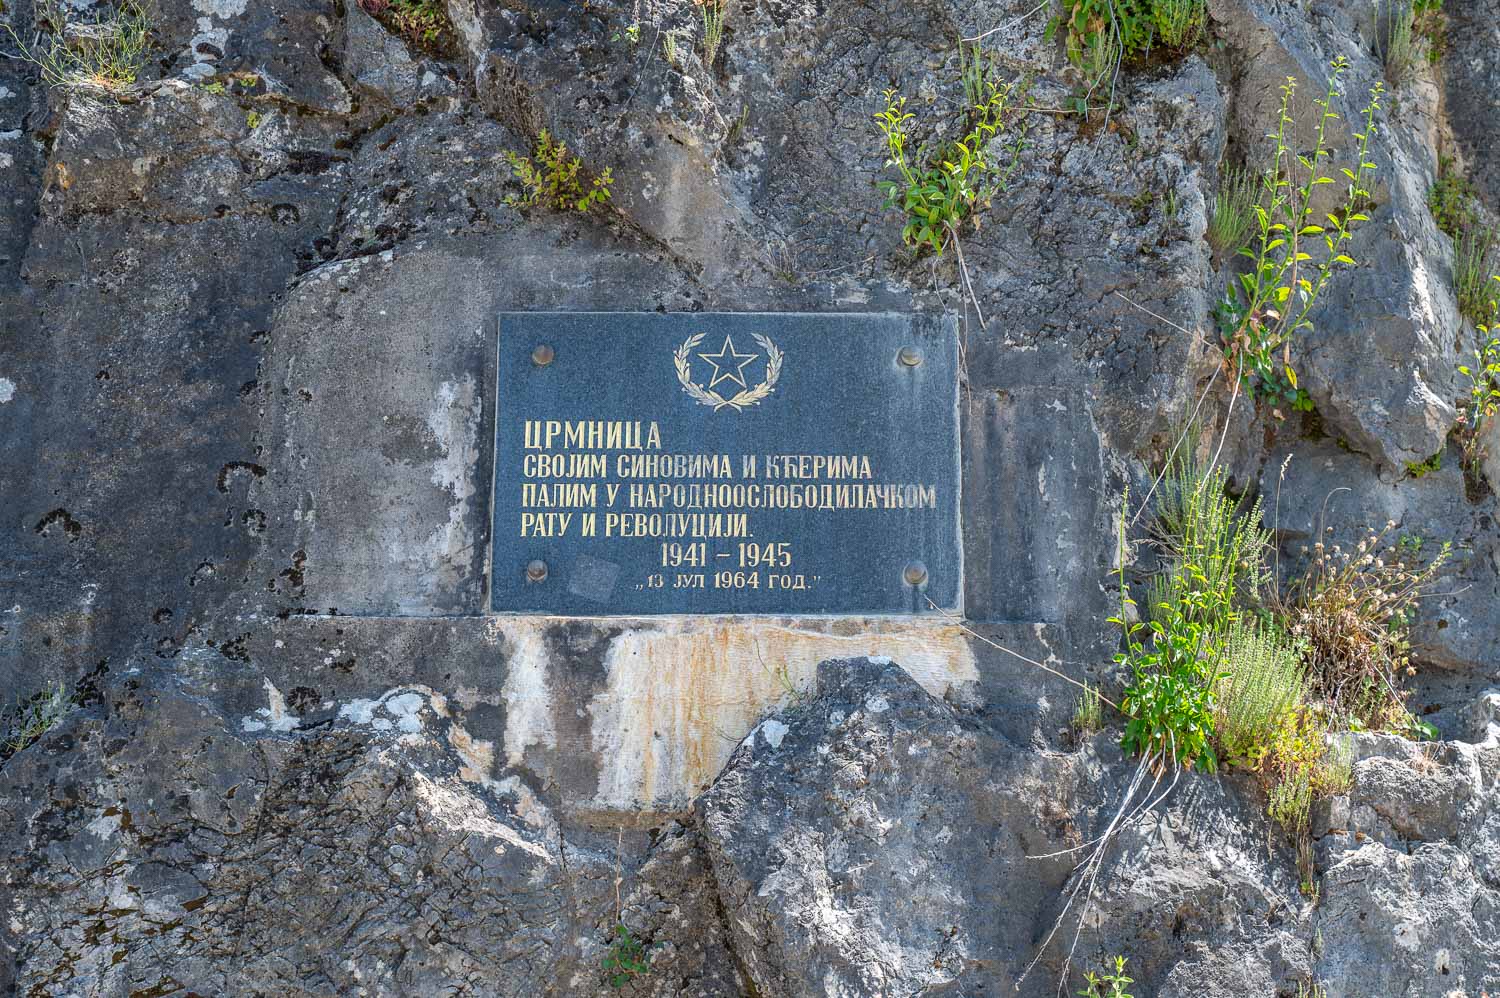 ЦРМНИЦА
СВОЈИМ СИНОВИМА И КЋЕРИМА
ПАЛИМ У НАРОДНООСЛОБОДИЛАЧКОМ
РАТУ И РЕВОЛУЦИЈИ.
1941 – 1945
„13 ЈУЛ 1964 ГОД.”